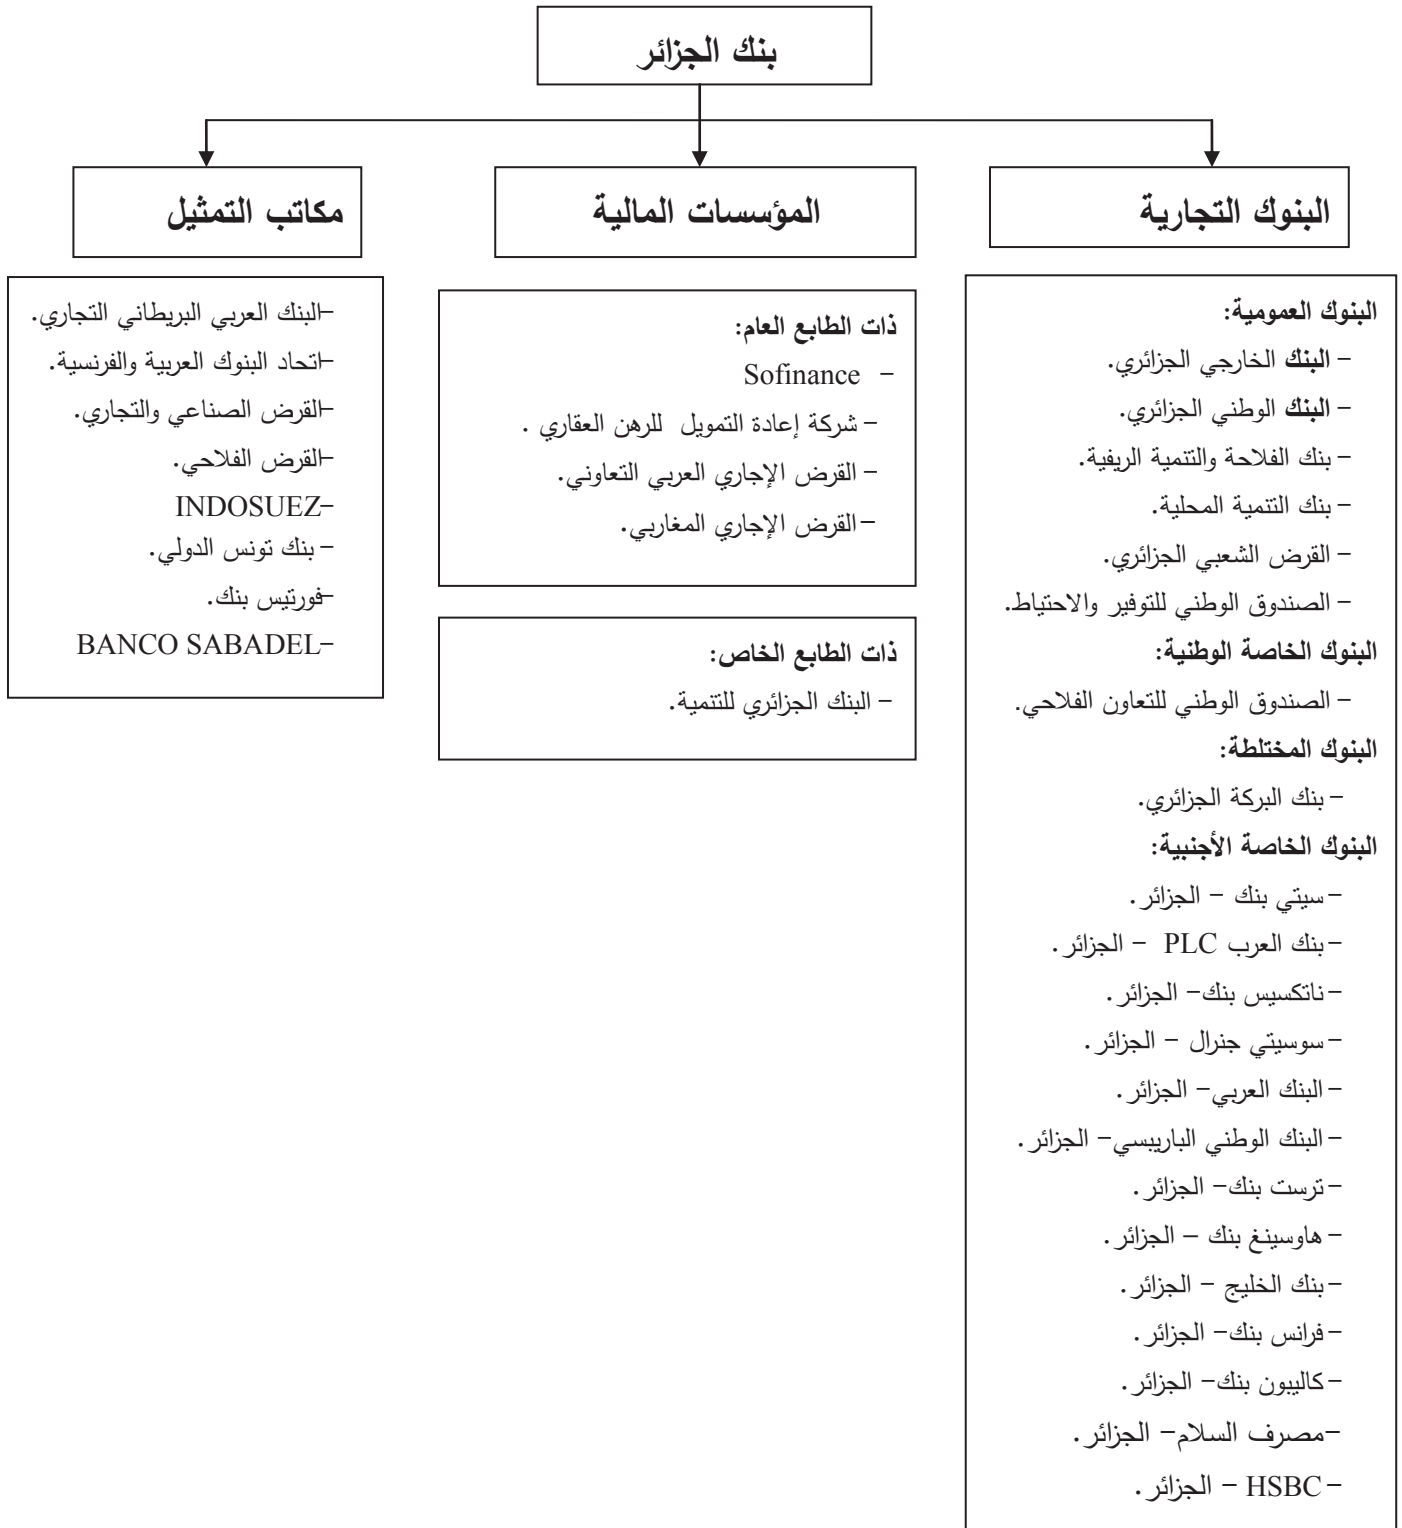 بنك الجزائر
البنوك التجارية
المؤسسات المالية
مكاتب التمثيل
البنوك العمومية:
– البنك الخارجي الجزائري.
– البنك الوطني الجزائري.
– بنك الفلاحة والتنمية الريفية.
– بنك التنمية المحلية.
– القرض الشعبي الجزائري.
– الصندوق الوطني للتوفير والاحتياط.
البنوك الخاصة الوطنية:
– الصندوق الوطني للتعاون الفلاحي.
البنوك المختلطة:
– بنك البركة الجزائري.
البنوك الخاصة الأجنبية:
– سيتي بنك – الجزائر.
– بنك العرب PLC – الجزائر.
– ناتكسيس بنك– الجزائر.
– سوسيتي جنرال – الجزائر.
– البنك العربي– الجزائر.
– البنك الوطني الباريبسي– الجزائر.
– ترست بنك– الجزائر.
– هاوسينغ بنك – الجزائر.
– بنك الخليج – الجزائر.
– فرانس بنك– الجزائر.
– كاليبون بنك– الجزائر.
–مصرف السلام– الجزائر.
– HSBC – الجزائر.
ذات الطابع العام:
– Sofinance
– شركة إعادة التمويل للرهن العقاري .
– القرض الإجاري العربي التعاوني.
–القرض الإجاري المغاربي.
ذات الطابع الخاص:
– البنك الجزائري للتنمية.
–البنك العربي البريطاني التجاري.
–اتحاد البنوك العربية والفرنسية.
–القرض الصناعي والتجاري.
–القرض الفلاحي.
–INDOSUEZ
– بنك تونس الدولي.
–فورتيس بنك.
–BANCO SABADEL